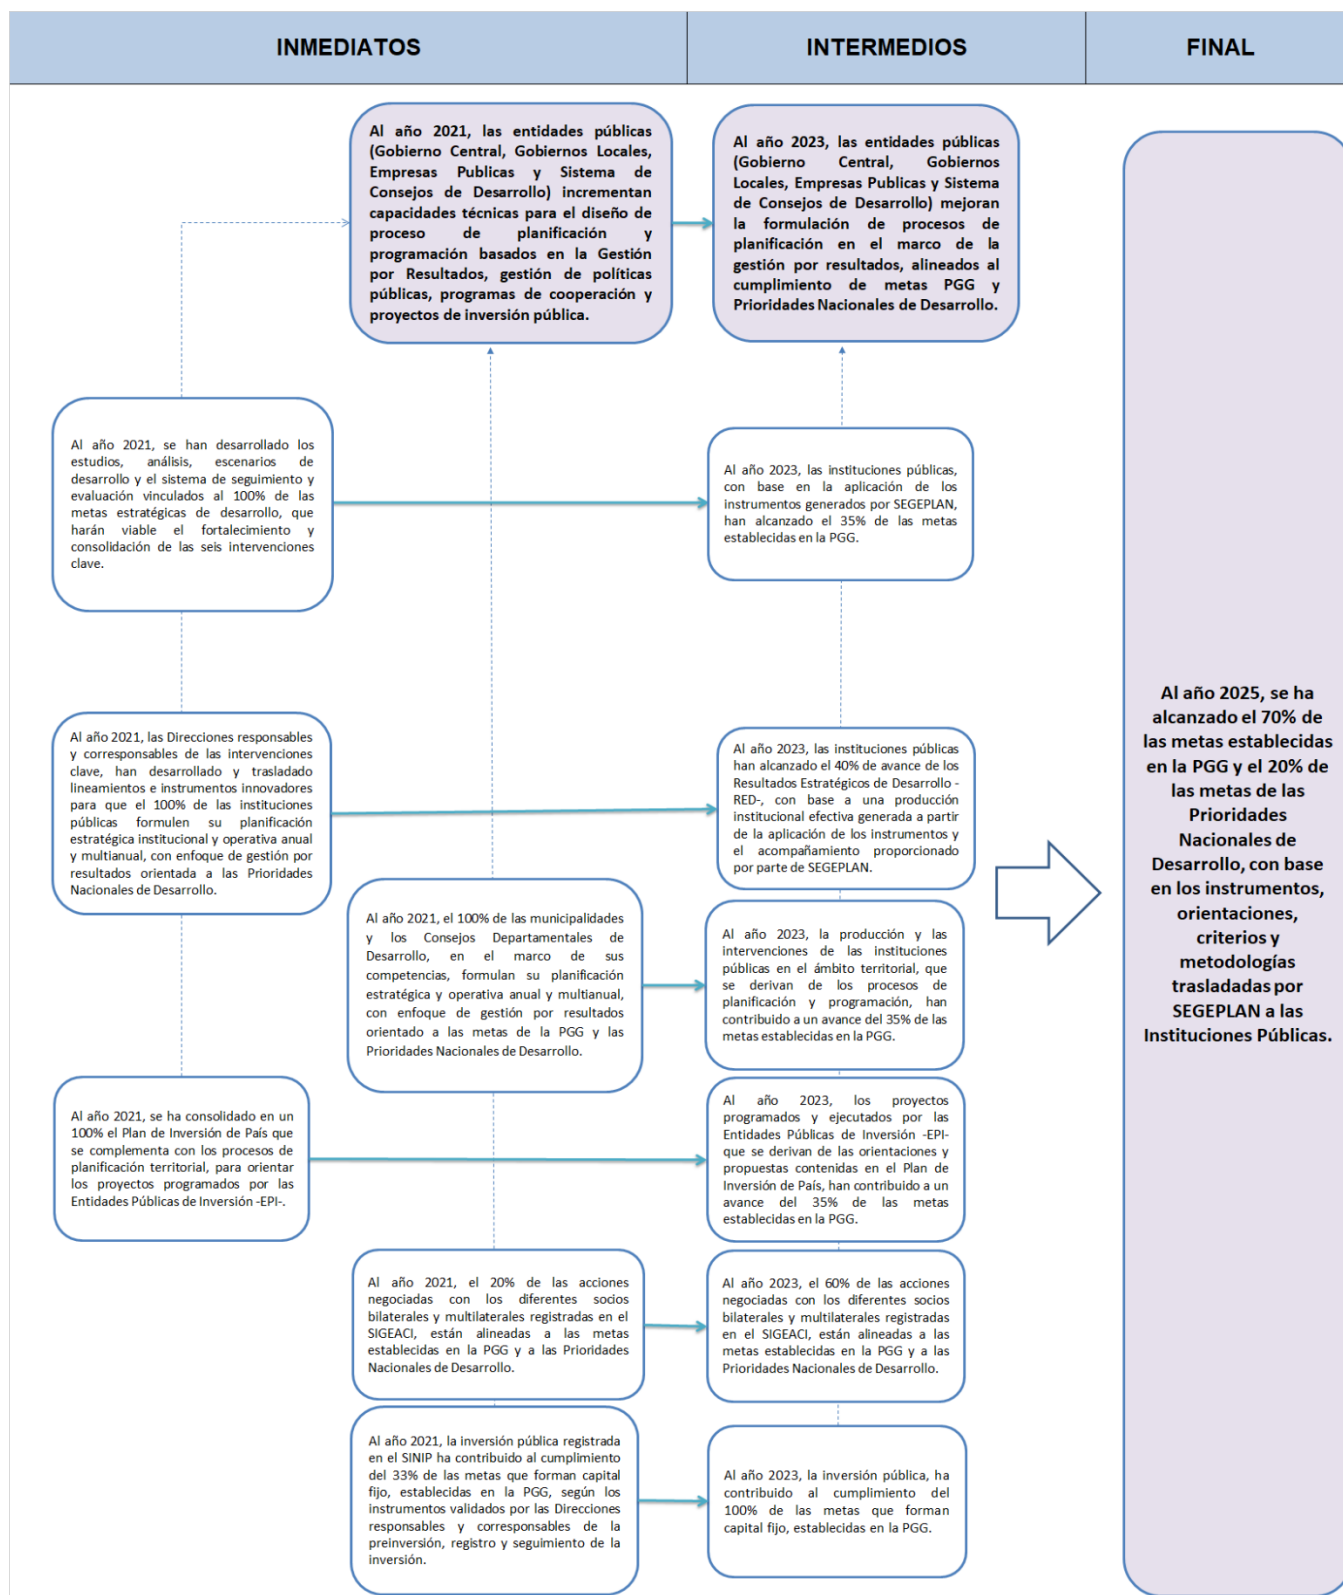 INMEDIATOS
INTERMEDIOS
FINAL
Al año 2021, las entidades públicas
(Gobierno Central, Gobiernos Locales,
Empresas Publicas y Sistema de
Consejos de Desarrollo) incrementan
capacidades técnicas para el diseño de
proceso de planificación y
programación basados en la Gestión
por Resultados, gestión de políticas
públicas, programas de cooperación y
proyectos de inversión pública.
Al año 2023, las entidades públicas
(Gobierno Central, Gobiernos
Locales, Empresas Publicas y Sistema
de Consejos de Desarrollo) mejoran
la formulación de procesos de
planificación en el marco de la
gestión por resultados, alineados al
cumplimiento de metas PGG y
Prioridades Nacionales de Desarrollo.
Al año 2021, se han desarrollado los
estudios, análisis, escenarios de
desarrollo y el sistema de seguimiento y
evaluación vinculados al 100% de las
metas estratégicas de desarrollo, que
harán viable el fortalecimiento y
consolidación de las seis intervenciones
clave.
Al año 2023, las instituciones públicas,
con base en la aplicación de los
instrumentos generados por SEGEPLAN,
han alcanzado el 35% de las metas
establecidas en la PGG.
Al año 2021, las Direcciones responsables
y corresponsables de las intervenciones
clave, han desarrollado y trasladado
lineamientos e instrumentos innovadores
para que el 100% de las instituciones
públicas formulen su planificación
estratégica institucional y operativa anual
y multianual, con enfoque de gestión por
resultados orientada a las Prioridades
Nacionales de Desarrollo.
Al año 2023, las instituciones públicas
han alcanzado el 40% de avance de los
Resultados Estratégicos de Desarrollo -
RED-, con base a una producción
institucional efectiva generada a partir
de la aplicación de los instrumentos y
el acompañamiento proporcionado
por parte de SEGEPLAN.
Al año 2021, el 100% de las municipalidades
y los Consejos Departamentales de
Desarrollo, en el marco de sus
competencias, formulan su planificación
estratégica y operativa anual y multianual,
con enfoque de gestión por resultados
orientado a las metas de la PGG y las
Prioridades Nacionales de Desarrollo.
Al año 2023, la producción y las
intervenciones de las instituciones
públicas en el ámbito territorial, que
se derivan de los procesos de
planificación y programación, han
contribuido a un avance del 35% de las
metas establecidas en la PGG.
Al año 2021, se ha consolidado en un
100% el Plan de Inversión de País que
se complementa con los procesos de
planificación territorial, para orientar
los proyectos programados por las
Entidades Públicas de Inversión -EPI-.
Al año 2023, los proyectos
programados y ejecutados por las
Entidades Públicas de Inversión -EPI-
que se derivan de las orientaciones y
propuestas contenidas en el Plan de
Inversión de País, han contribuido a un
avance del 35% de las metas
establecidas en la PGG.
Al año 2021, el 20% de las acciones
negociadas con los diferentes socios
bilaterales y multilaterales registradas en el
SIGEACI, están alineadas a las metas
establecidas en la PGG y a las Prioridades
Nacionales de Desarrollo.
Al año 2023, el 60% de las acciones
negociadas con los diferentes socios
bilaterales y multilaterales registradas
en el SIGEACI, están alineadas a las
metas establecidas en la PGG y a las
Prioridades Nacionales de Desarrollo.
Al año 2021, la inversión pública registrada
en el SINIP ha contribuido al cumplimiento
del 33% de las metas que forman capital
fijo, establecidas en la PGG, según los
instrumentos validados por las Direcciones
responsables y corresponsables de la
preinversión, registro y seguimiento de la
inversión.
Al año 2023, la inversión pública, ha
contribuido al cumplimiento del
100% de las metas que forman
capital fijo, establecidas en la PGG.
Al año 2025, se ha
alcanzado el 70% de
las metas establecidas
en la PGG y el 20% de
las metas de las
Prioridades
Nacionales de
Desarrollo, con base
en los instrumentos,
orientaciones,
criterios y
metodologías
trasladadas por
SEGEPLAN a las
Instituciones Públicas.